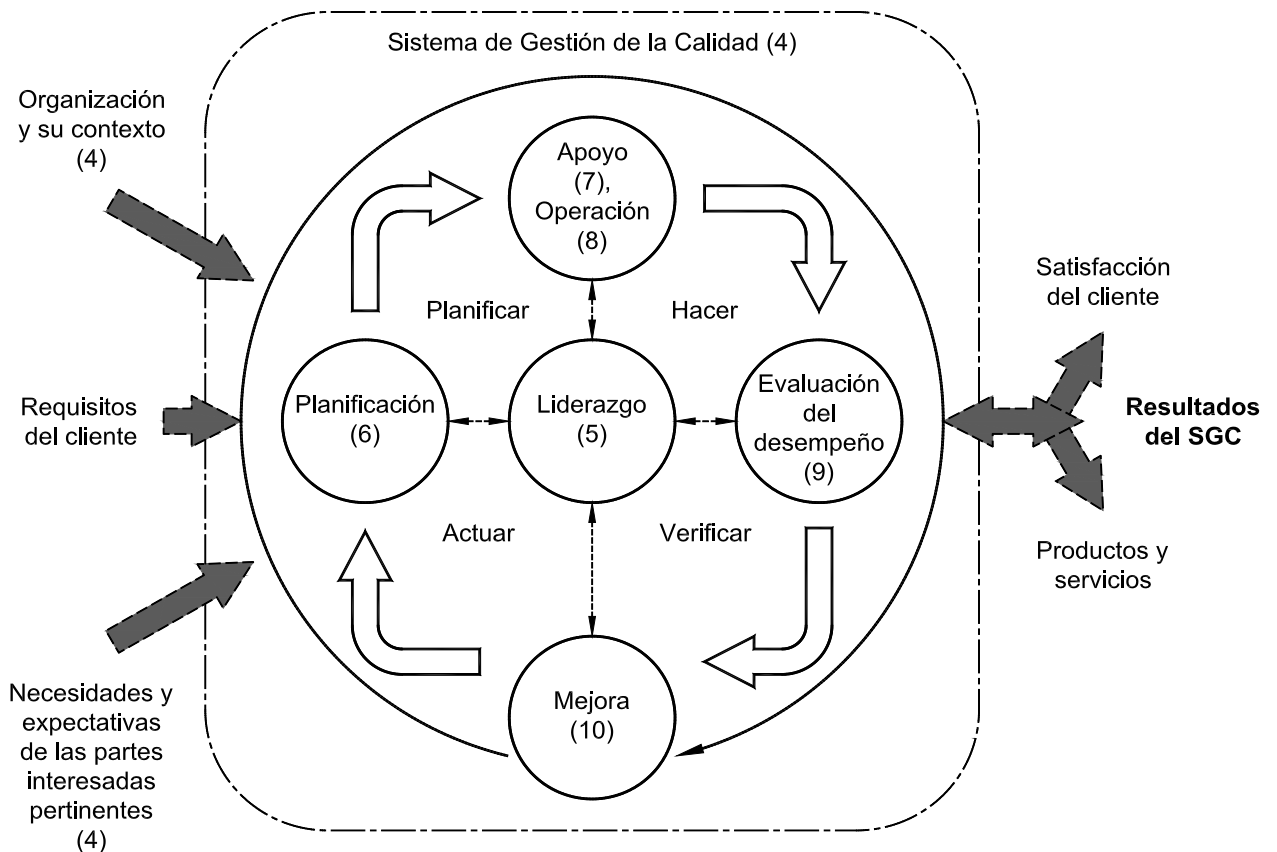 Sistema de Gestión de la Calidad (4)
Organización
y su contexto
(4)
Apoyo
(7),
Operación
(8)
Satisfacción
del cliente
Planificar
Hacer
Requisitos
del cliente
Planificación
(6)
Liderazgo
(5)
Evaluación
del
desempeño
(9)
Resultados
del SGC
Actuar
Verificar
Productos y
servicios
Necesidades y
expectativas
de las partes
interesadas
pertinentes
(4)
Mejora
(10)